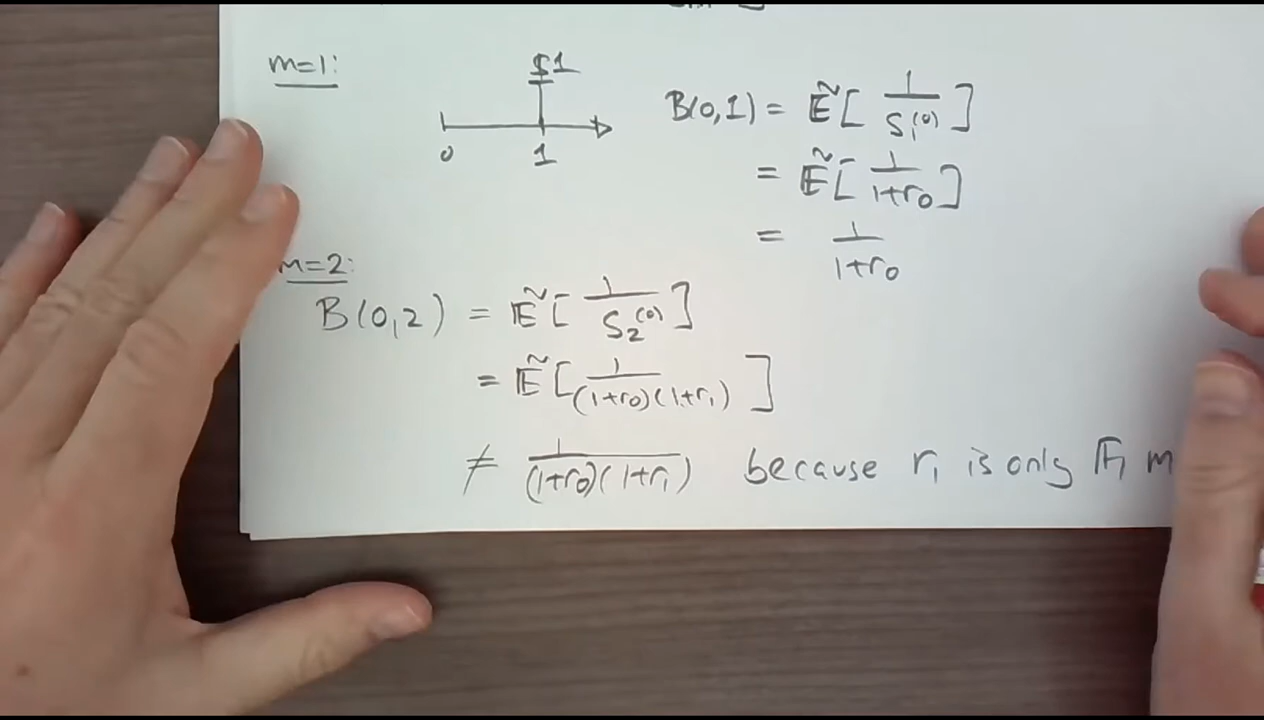 m=1:
$1
0 1
B(0,1) = Ẽ[ 1/S₁⁽⁰⁾ ]
= Ẽ[ 1/(1+r₀) ]
= 1/(1+r₀)
m=2:
B(0,2) = Ẽ[ 1/S₂⁽⁰⁾ ]
= Ẽ[ 1/((1+r₀)(1+r₁)) ]
≠ 1/((1+r₀)(1+r₁)) because r₁ is only F₁ m